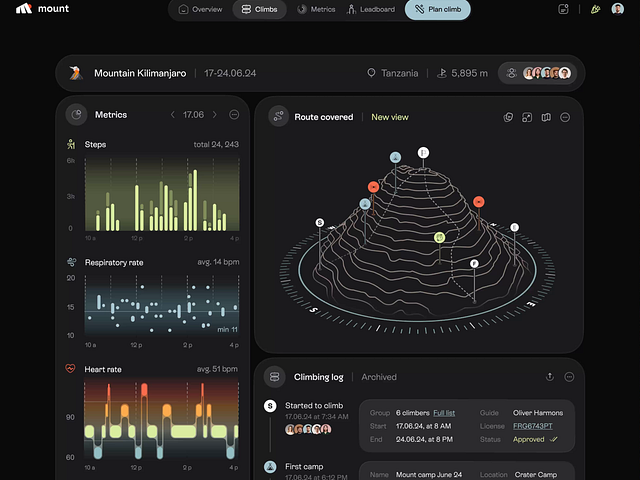 mount
Overview
Climbs
Metrics
Leadboard
Plan climb
Mountain Kilimanjaro
17-24.06.24
Tanzania
5,895 m
Metrics
17.06
Steps
total 24, 243
6h
3h
0
10 a
12 p
2 p
4 p
Respiratory rate
avg. 14 bpm
20
15
10
min 11
10 a
12 p
2 p
4 p
Heart rate
avg. 51 bpm
90
60
10 a
12 p
2 p
4 p
Route covered
New view
S
E
F
S
E
Climbing log
Archived
S
Started to climb
17.06.24 at 7:34 AM
Group
6 climbers
Full list
Guide
Oliver Harmons
Start
17.06.24, at 8 AM
License
FRG6743PT
End
24.06.24, at 8 PM
Status
Approved
First camp
17.06.24 at 6:12 PM
Name
Mount camp June 24
Location
Crater Camp